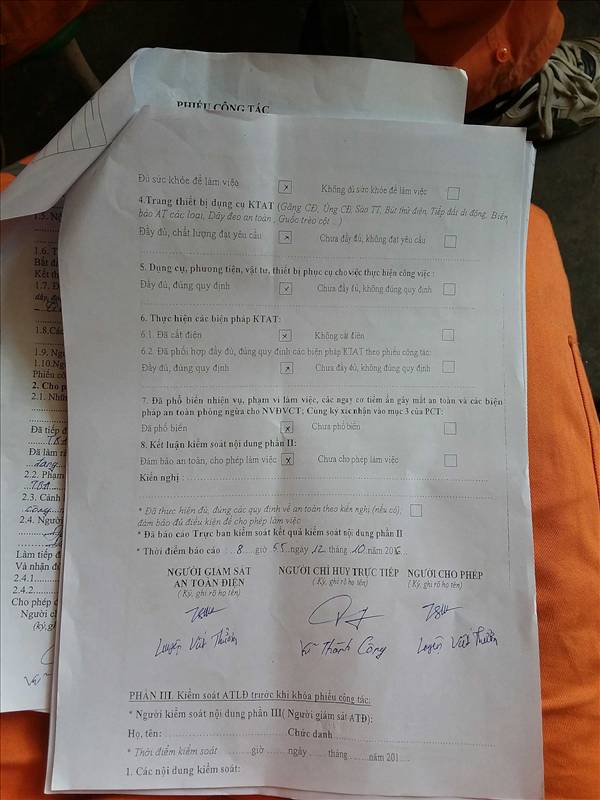 PHIẾU CÔNG TÁC
Đủ sức khỏe để làm việc Không đủ sức khỏe để làm việc
4.Trang thiết bị dụng cụ KTAT (Găng CĐ, Ủng CĐ, Sào TT, Bút thử điện, Tiếp đất di động, Biển
báo AT các loại, Dây đeo an toàn , Guốc trèo cột ...)
Đầy đủ, chất lượng đạt yêu cầu x Chưa đầy đủ, không đạt yêu cầu
5. Dụng cụ, phương tiện, vật tư, thiết bị phục cụ cho việc thực hiện công việc :
Đầy đủ, đúng quy định x Chưa đầy đủ, không đúng quy định
6. Thực hiện các biện pháp KTAT:
6.1. Đã cắt điện x Không cắt điện
6.2. Đã phối hợp đầy đủ, đúng quy định các biện pháp KTAT theo phiếu công tác:
Đầy đủ, đúng quy định x Chưa đầy đủ, không đúng quy định
7. Đã phổ biến nhiệm vụ, phạm vi làm việc, các nguy cơ tiềm ẩn gây mất an toàn và các biện
pháp an toàn phòng ngừa cho NVĐVCT; Cùng ký xác nhận vào mục 3 của PCT:
Đã phổ biến x Chưa phổ biến
8. Kết luận kiểm soát nội dung phần II:
Đảm bảo an toàn, cho phép làm việc x Chưa cho phép làm việc
Kiến nghị :
* Đã thực hiện đủ, đúng các quy định về an toàn theo kiến nghị (nếu có);
đảm bảo đủ điều kiện để cho phép làm việc
* Đã báo cáo Trực ban kiểm soát kết quả kiểm soát nội dung phần II
* Thời điểm báo cáo : 8 giờ 55 ngày 12 tháng 10 năm 2016
NGƯỜI GIÁM SÁT NGƯỜI CHỈ HUY TRỰC TIẾP NGƯỜI CHO PHÉP
AN TOÀN ĐIỆN (Ký, ghi rõ họ tên) (Ký, ghi rõ họ tên)
(Ký, ghi rõ họ tên)
Vũ Thành Công
PHẦN III. Kiểm soát ATLĐ trước khi khóa phiếu công tác:
* Người kiểm soát nội dung phần III( Người giám sát ATĐ):
Họ, tên: Chức danh
* Thời điểm kiểm soát giờ ngày tháng năm 201
1. Các nội dung kiểm soát: